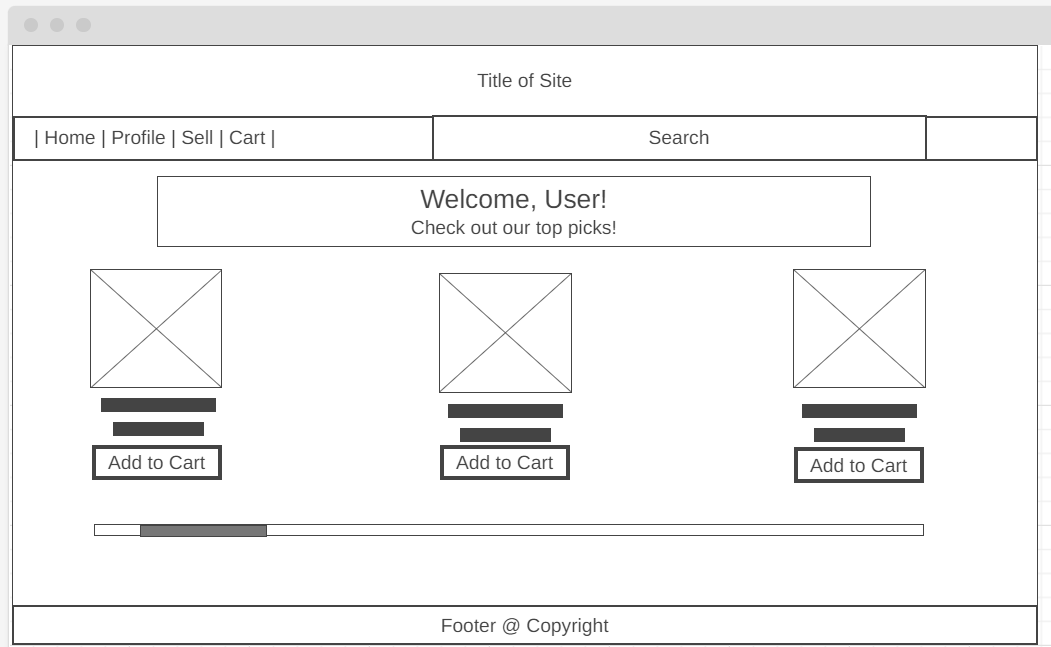 Title of Site
| Home | Profile | Sell | Cart |
Search
Welcome, User!
Check out our top picks!
Add to Cart
Add to Cart
Add to Cart
Footer @ Copyright